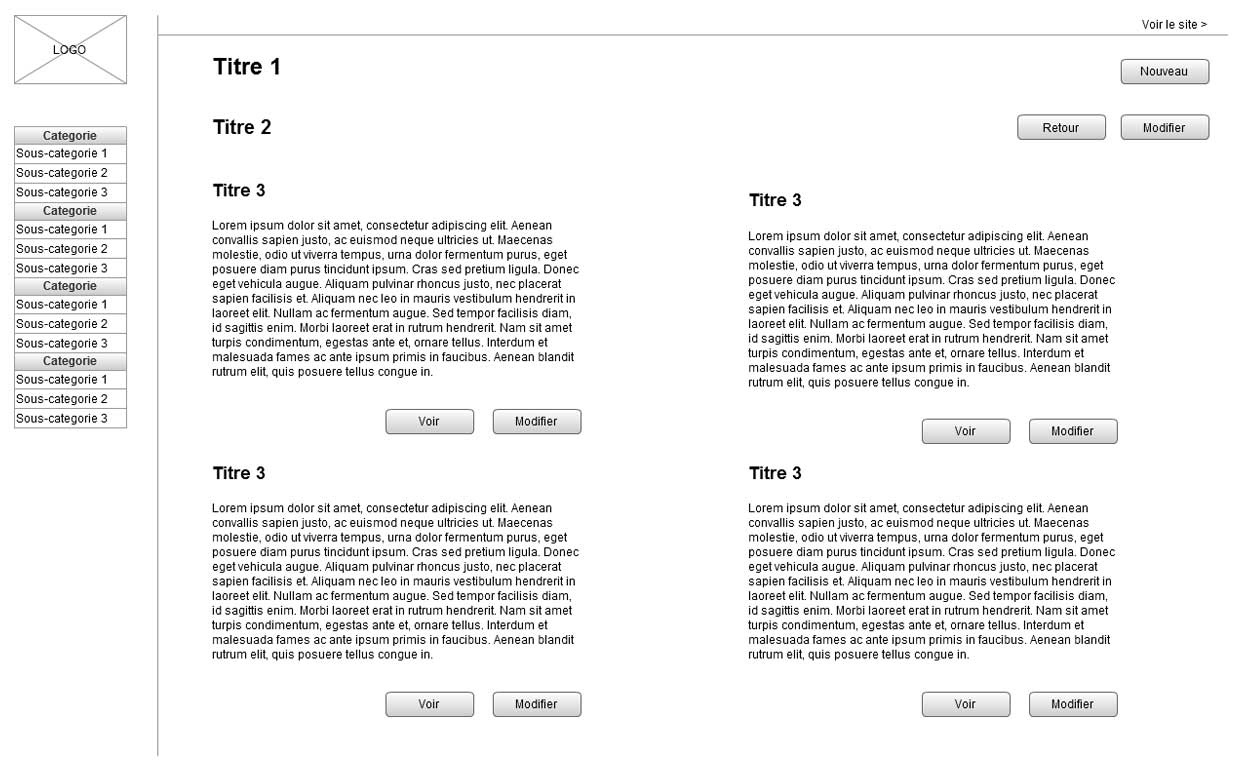 Voir le site >
LOGO
Titre 1
Nouveau
Titre 2
Retour
Modifier
Categorie
Sous-categorie 1
Sous-categorie 2
Sous-categorie 3
Categorie
Sous-categorie 1
Sous-categorie 2
Sous-categorie 3
Categorie
Sous-categorie 1
Sous-categorie 2
Sous-categorie 3
Categorie
Sous-categorie 1
Sous-categorie 2
Sous-categorie 3
Titre 3
Lorem ipsum dolor sit amet, consectetur adipiscing elit. Aenean
convallis sapien justo, ac euismod neque ultricies ut. Maecenas
molestie, odio ut viverra tempus, urna dolor fermentum purus, eget
posuere diam purus tincidunt ipsum. Cras sed pretium ligula. Donec
eget vehicula augue. Aliquam pulvinar rhoncus justo, nec placerat
sapien facilisis et. Aliquam nec leo in mauris vestibulum hendrerit in
laoreet elit. Nullam ac fermentum augue. Sed tempor facilisis diam,
id sagittis enim. Morbi laoreet erat in rutrum hendrerit. Nam sit amet
turpis condimentum, egestas ante et, ornare tellus. Interdum et
malesuada fames ac ante ipsum primis in faucibus. Aenean blandit
rutrum elit, quis posuere tellus congue in.
Voir
Modifier
Titre 3
Lorem ipsum dolor sit amet, consectetur adipiscing elit. Aenean
convallis sapien justo, ac euismod neque ultricies ut. Maecenas
molestie, odio ut viverra tempus, urna dolor fermentum purus, eget
posuere diam purus tincidunt ipsum. Cras sed pretium ligula. Donec
eget vehicula augue. Aliquam pulvinar rhoncus justo, nec placerat
sapien facilisis et. Aliquam nec leo in mauris vestibulum hendrerit in
laoreet elit. Nullam ac fermentum augue. Sed tempor facilisis diam,
id sagittis enim. Morbi laoreet erat in rutrum hendrerit. Nam sit amet
turpis condimentum, egestas ante et, ornare tellus. Interdum et
malesuada fames ac ante ipsum primis in faucibus. Aenean blandit
rutrum elit, quis posuere tellus congue in.
Voir
Modifier
Titre 3
Lorem ipsum dolor sit amet, consectetur adipiscing elit. Aenean
convallis sapien justo, ac euismod neque ultricies ut. Maecenas
molestie, odio ut viverra tempus, urna dolor fermentum purus, eget
posuere diam purus tincidunt ipsum. Cras sed pretium ligula. Donec
eget vehicula augue. Aliquam pulvinar rhoncus justo, nec placerat
sapien facilisis et. Aliquam nec leo in mauris vestibulum hendrerit in
laoreet elit. Nullam ac fermentum augue. Sed tempor facilisis diam,
id sagittis enim. Morbi laoreet erat in rutrum hendrerit. Nam sit amet
turpis condimentum, egestas ante et, ornare tellus. Interdum et
malesuada fames ac ante ipsum primis in faucibus. Aenean blandit
rutrum elit, quis posuere tellus congue in.
Voir
Modifier
Titre 3
Lorem ipsum dolor sit amet, consectetur adipiscing elit. Aenean
convallis sapien justo, ac euismod neque ultricies ut. Maecenas
molestie, odio ut viverra tempus, urna dolor fermentum purus, eget
posuere diam purus tincidunt ipsum. Cras sed pretium ligula. Donec
eget vehicula augue. Aliquam pulvinar rhoncus justo, nec placerat
sapien facilisis et. Aliquam nec leo in mauris vestibulum hendrerit in
laoreet elit. Nullam ac fermentum augue. Sed tempor facilisis diam,
id sagittis enim. Morbi laoreet erat in rutrum hendrerit. Nam sit amet
turpis condimentum, egestas ante et, ornare tellus. Interdum et
malesuada fames ac ante ipsum primis in faucibus. Aenean blandit
rutrum elit, quis posuere tellus congue in.
Voir
Modifier